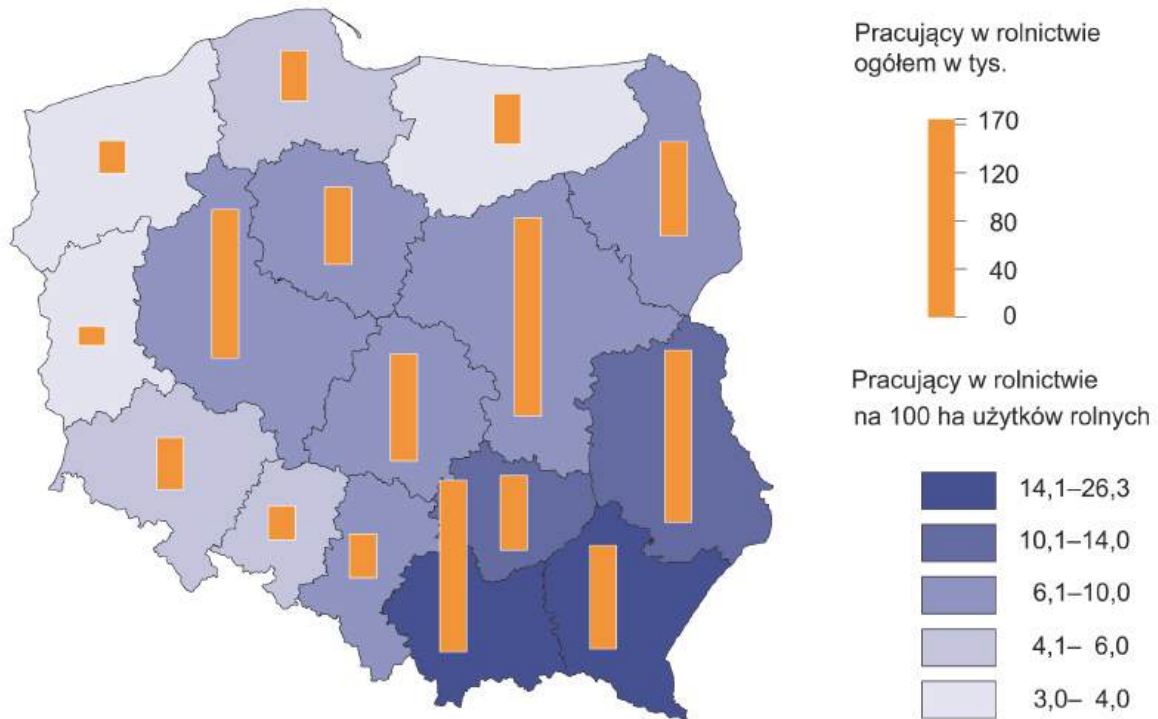 Pracujący w rolnictwie
ogółem w tys.
170
120
80
40
0
Pracujący w rolnictwie
na 100 ha użytków rolnych
14,1–26,3
10,1–14,0
6,1–10,0
4,1– 6,0
3,0– 4,0